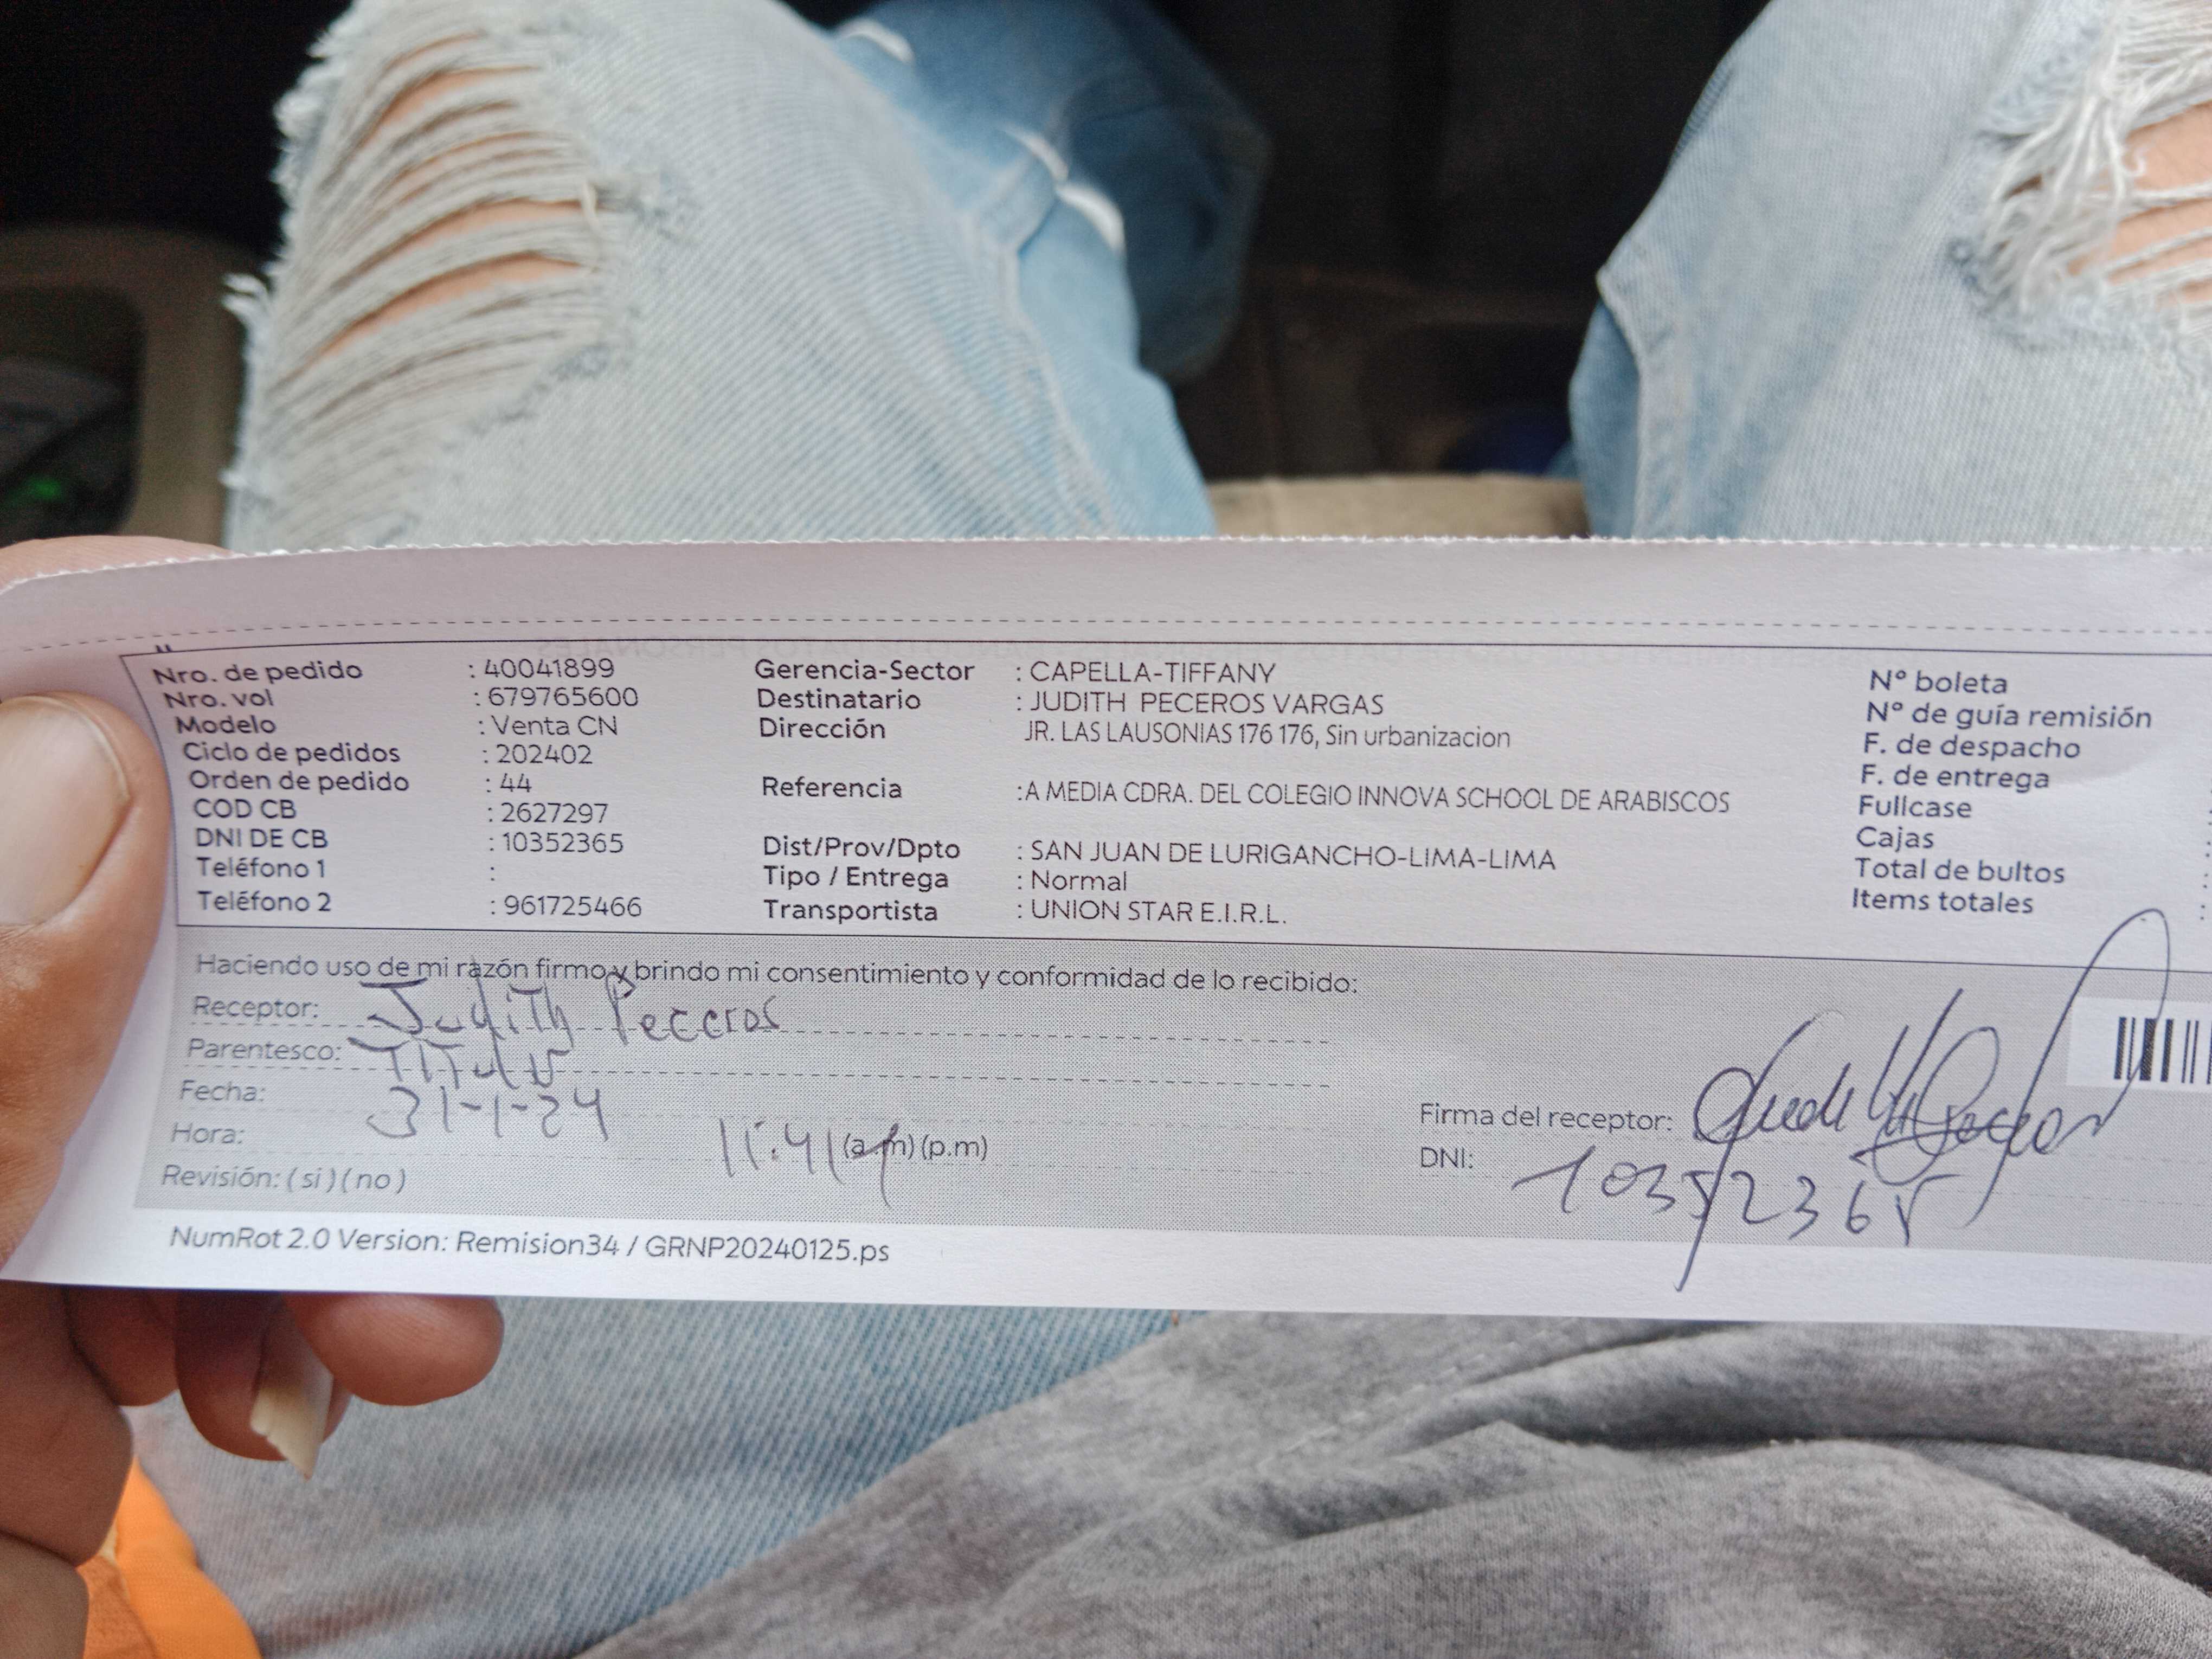 Nro. de pedido : 40041899
Nro. vol : 679765600
Modelo : Venta CN
Ciclo de pedidos : 202402
Orden de pedido : 44
COD CB : 2627297
DNI DE CB : 10352365
Teléfono 1 :
Teléfono 2 : 961725466
Gerencia-Sector : CAPELLA-TIFFANY
Destinatario : JUDITH PECEROS VARGAS
Dirección JR. LAS LAUSONIAS 176 176, Sin urbanizacion
Referencia :A MEDIA CDRA. DEL COLEGIO INNOVA SCHOOL DE ARABISCOS
Dist/Prov/Dpto : SAN JUAN DE LURIGANCHO-LIMA-LIMA
Tipo / Entrega : Normal
Transportista : UNION STAR E.I.R.L.
Nº boleta
Nº de guía remisión
F. de despacho
F. de entrega
Fullcase
Cajas :
Total de bultos :
Items totales :
Haciendo uso de mi razón firmo y brindo mi consentimiento y conformidad de lo recibido:
Receptor: Judith Peceros
Parentesco:
Fecha: 31-1-24
Hora: 11:41 (a.m) (p.m)
Revisión: ( si ) ( no )
Firma del receptor:
DNI: 10352365
NumRot 2.0 Version: Remision34 / GRNP20240125.ps